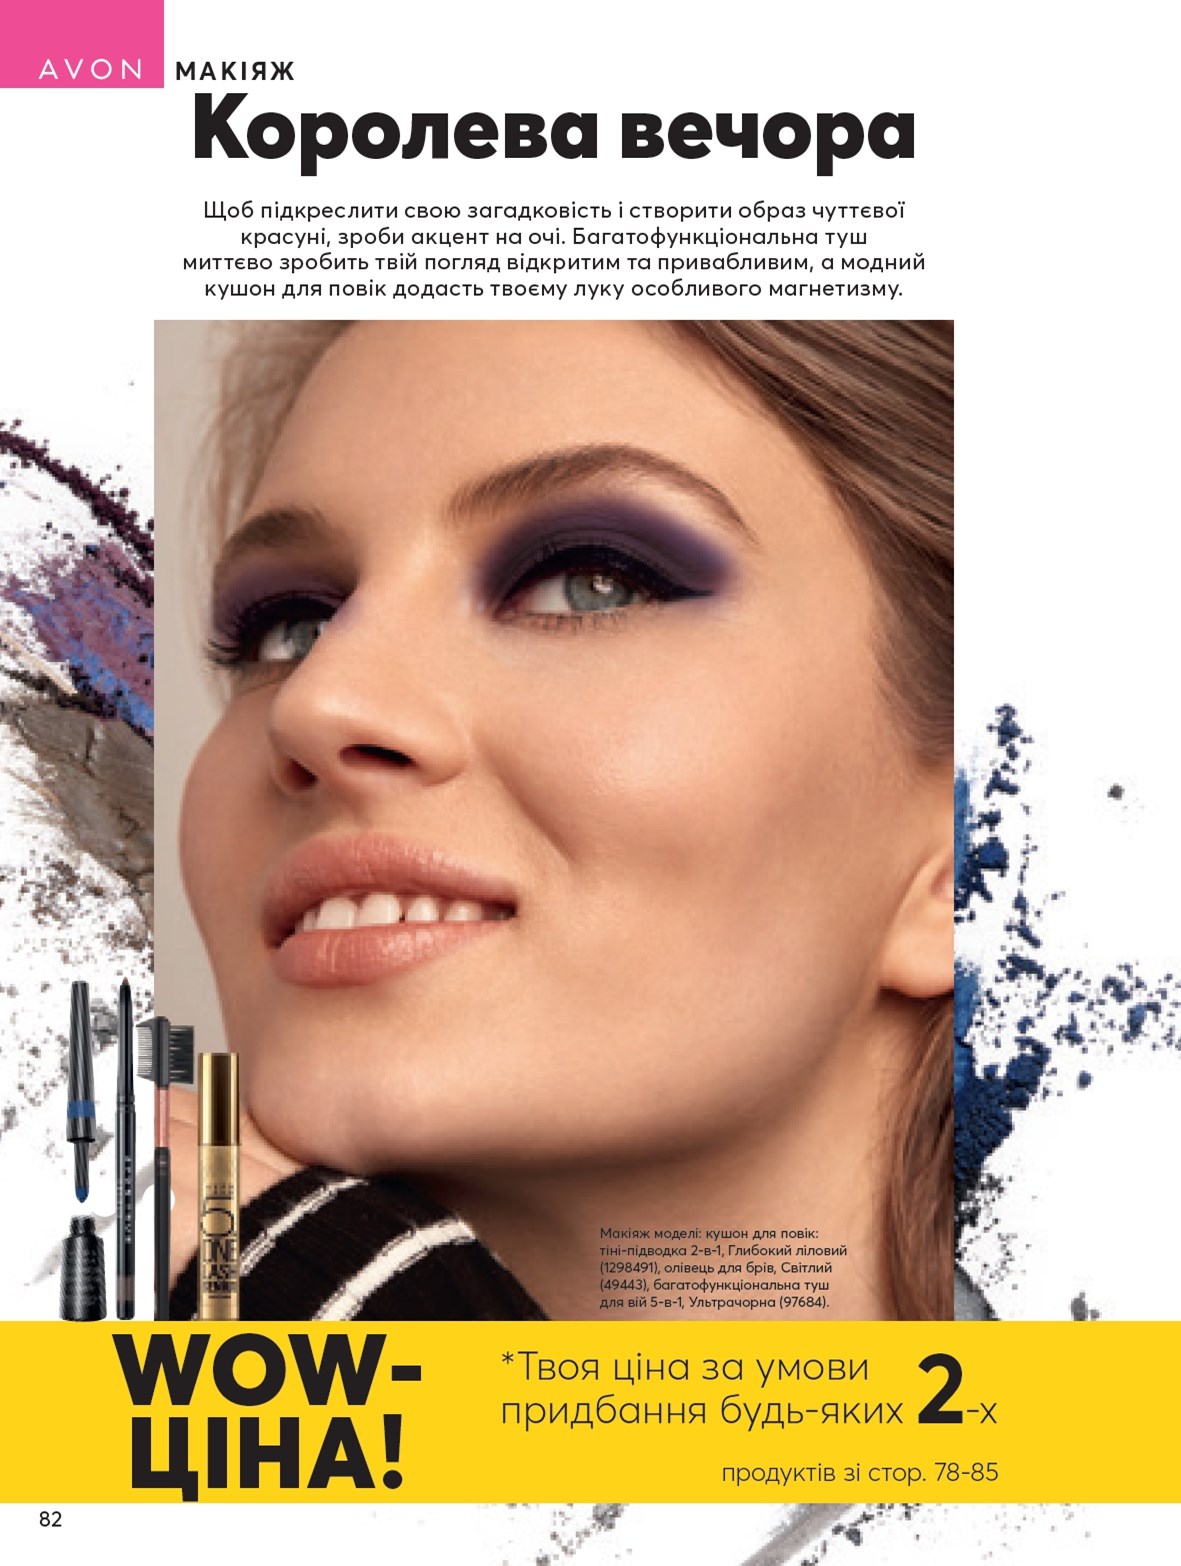 AVON
МАКІЯЖ
Королева вечора
Щоб підкреслити свою загадковість і створити образ чуттєвої
красуні, зроби акцент на очі. Багатофункціональна туш
миттєво зробить твій погляд відкритим та привабливим, а модний
кушон для повік додасть твоєму луку особливого магнетизму.
Макіяж моделі: кушон для повік:
тіні-підводка 2-в-1, Глибокий ліловий
(1298491), олівець для брів, Світлий
(49443), багатофункціональна туш
для вій 5-в-1, Ультрачорна (97684).
5
ONE
LASH
WOW-
ЦІНА!
*Твоя ціна за умови
придбання будь-яких 2-х
продуктів зі стор. 78-85
82